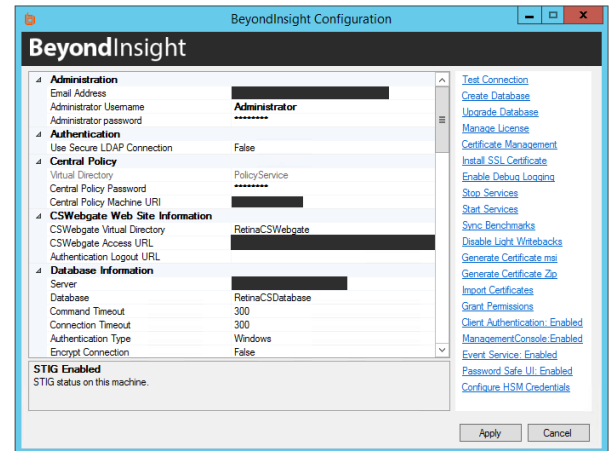 BeyondInsight Configuration
BeyondInsight
Administration
Email Address
Administrator Username Administrator
Administrator password ********
Authentication
Use Secure LDAP Connection False
Central Policy
Virtual Directory PolicyService
Central Policy Password ********
Central Policy Machine URI
CSWebgate Web Site Information
CSWebgate Virtual Directory RetinaCSWebgate
CSWebgate Access URL
Authentication Logout URL
Database Information
Server
Database RetinaCSDatabase
Command Timeout 300
Connection Timeout 300
Authentication Type Windows
Encrypt Connection False
STIG Enabled
STIG status on this machine.
Test Connection
Create Database
Upgrade Database
Manage License
Certificate Management
Install SSL Certificate
Enable Debug Logging
Stop Services
Start Services
Sync Benchmarks
Disable Light Writebacks
Generate Certificate msi
Generate Certificate Zip
Import Certificates
Grant Permissions
Client Authentication: Enabled
ManagementConsole:Enabled
Event Service: Enabled
Password Safe UI: Enabled
Configure HSM Credentials
Apply Cancel